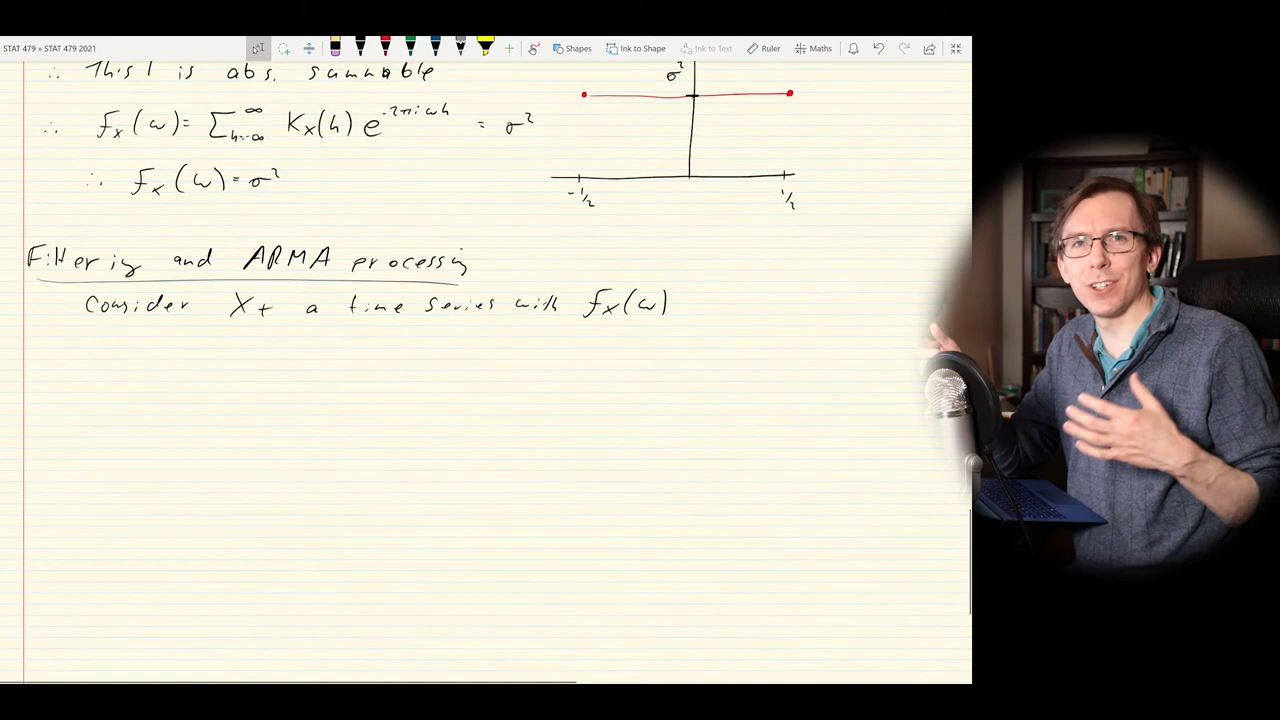 STAT 479 » STAT 479 2021
Shapes Ink to Shape Ink to Text Ruler Maths
∴ This is abs. summable
∴ fx(ω) = Σ_{h=-∞}^{∞} Kx(h) e^{-2πiωh} = σ²
∴ fx(ω) = σ²
σ²
-1/2
1/2
Filtering and ARMA processing
Consider Xt a time series with fx(ω)